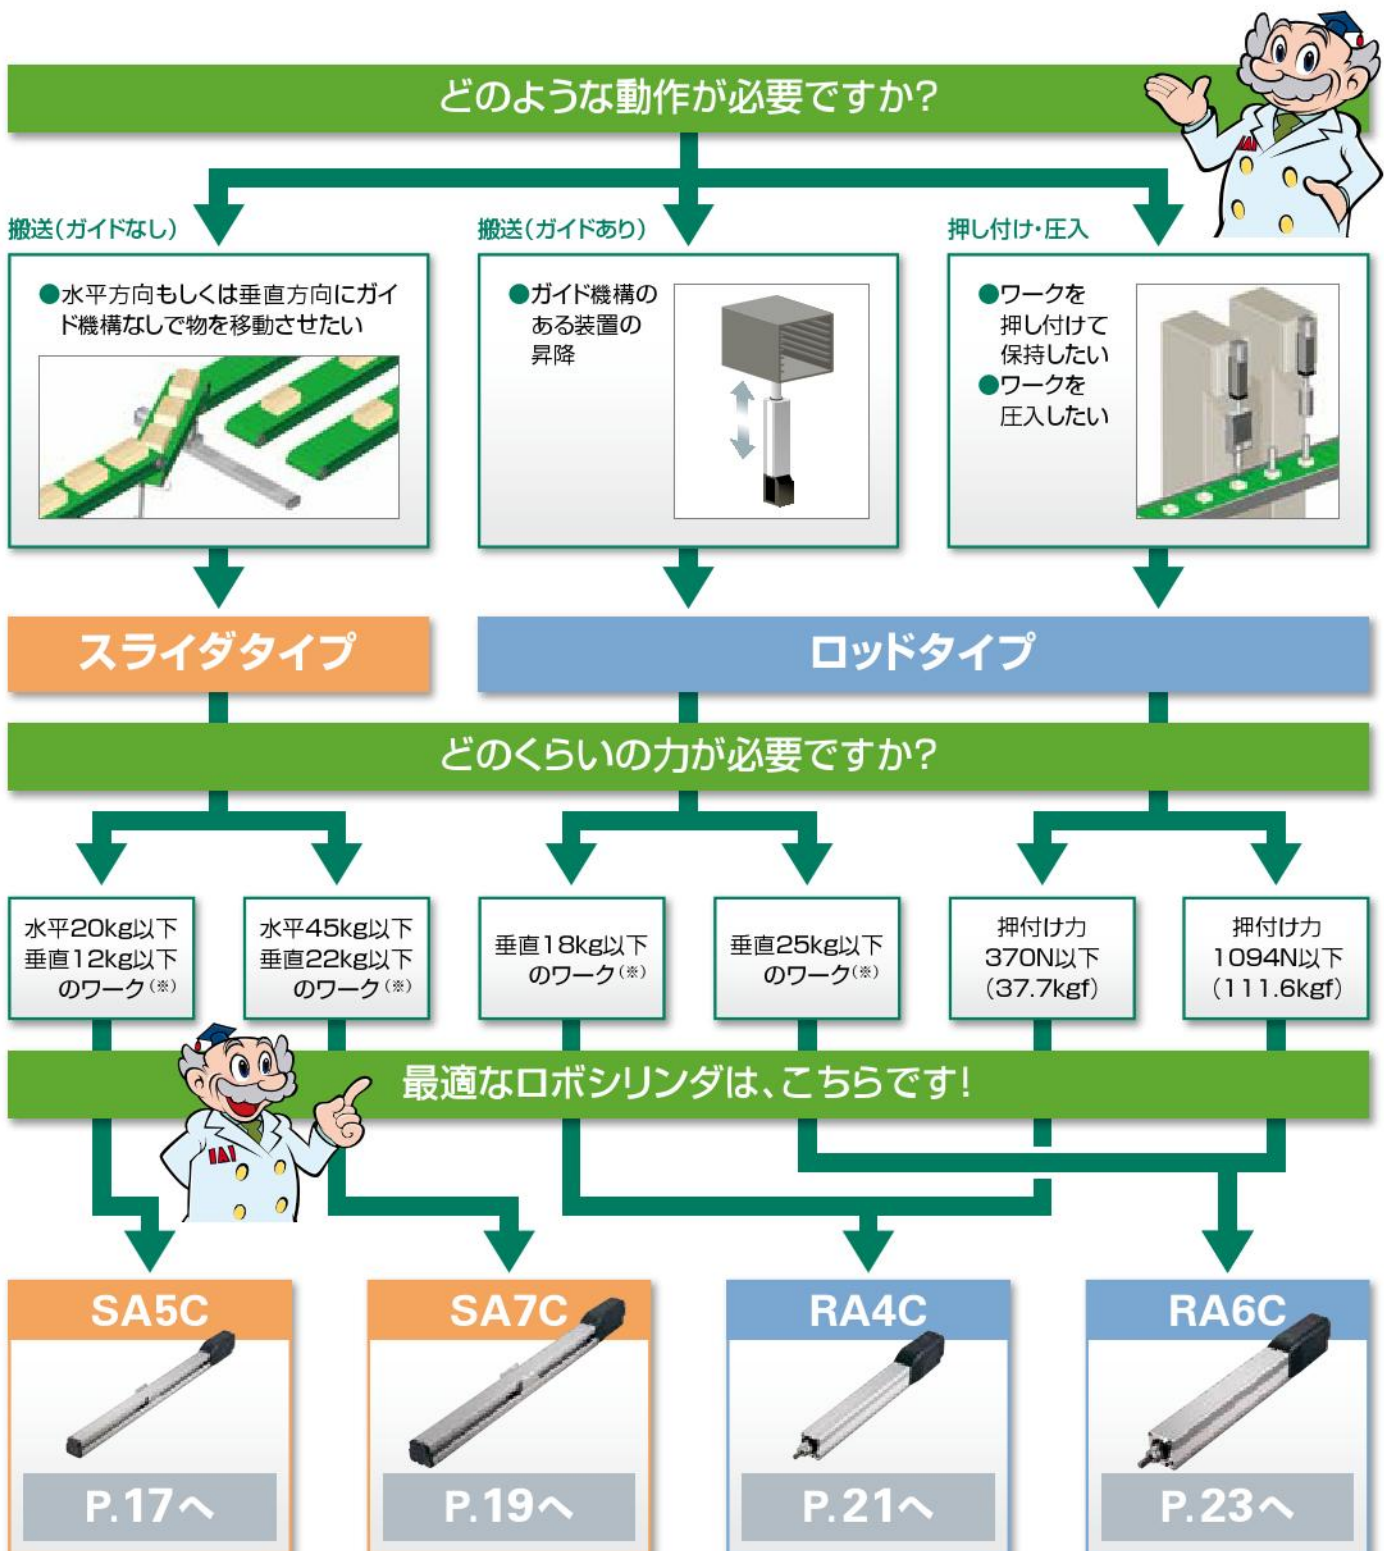 どのような動作が必要ですか?
IAI
搬送(ガイドなし)
●水平方向もしくは垂直方向にガイ
ド機構なしで物を移動させたい
搬送(ガイドあり)
●ガイド機構の
ある装置の
昇降
押し付け・圧入
●ワークを
押し付けて
保持したい
●ワークを
圧入したい
スライダタイプ
ロッドタイプ
どのくらいの力が必要ですか?
水平20kg以下
垂直12kg以下
のワーク(※)
水平45kg以下
垂直22kg以下
のワーク(※)
垂直18kg以下
のワーク(※)
垂直25kg以下
のワーク(※)
押付け力
370N以下
(37.7kgf)
押付け力
1094N以下
(111.6kgf)
最適なロボシリンダは、こちらです!
IAI
SA5C
P.17へ
SA7C
P.19へ
RA4C
P.21へ
RA6C
P.23へ